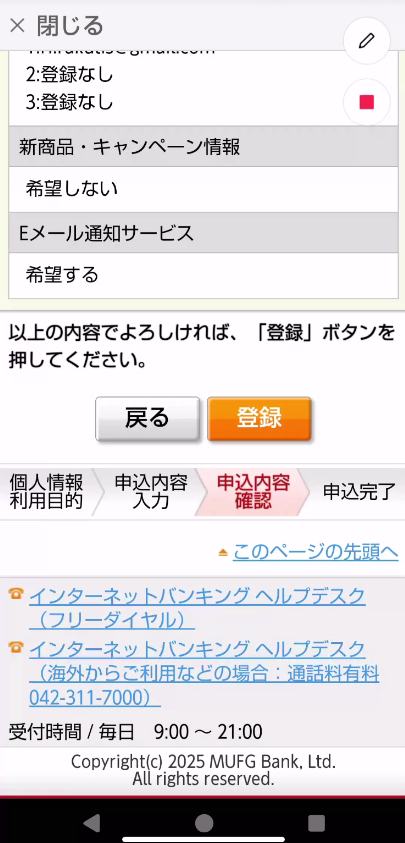 閉じる
2:登録なし
3:登録なし
新商品・キャンペーン情報
希望しない
Eメール通知サービス
希望する
以上の内容でよろしければ、「登録」ボタンを
押してください。
戻る 登録
個人情報
利用目的
申込内容
入力
申込内容
確認
申込完了
このページの先頭へ
インターネットバンキング ヘルプデスク
（フリーダイヤル）
インターネットバンキング ヘルプデスク
（海外からご利用などの場合：通話料有料
042-311-7000）
受付時間 / 毎日　9:00 ～ 21:00
Copyright(c) 2025 MUFG Bank, Ltd.
All rights reserved.